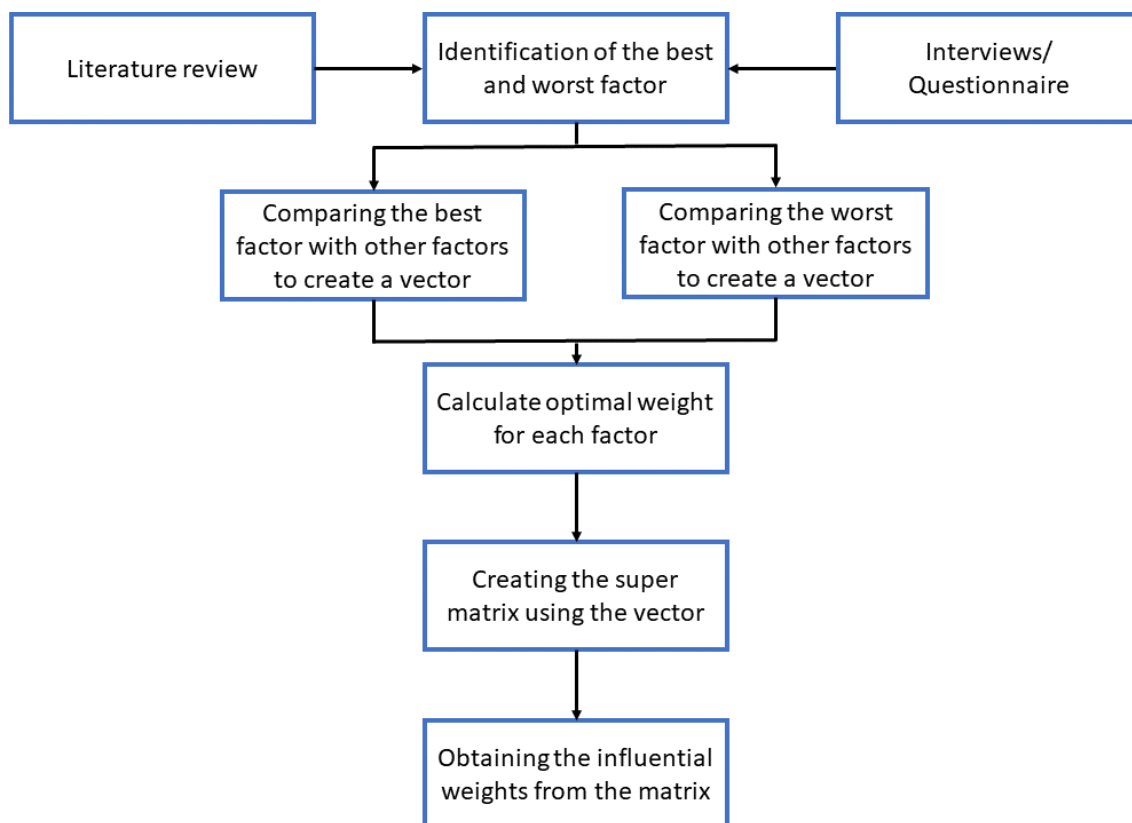 Literature review
Identification of the best
and worst factor
Interviews/
Questionnaire
Comparing the best
factor with other factors
to create a vector
Comparing the worst
factor with other factors
to create a vector
Calculate optimal weight
for each factor
Creating the super
matrix using the vector
Obtaining the influential
weights from the matrix